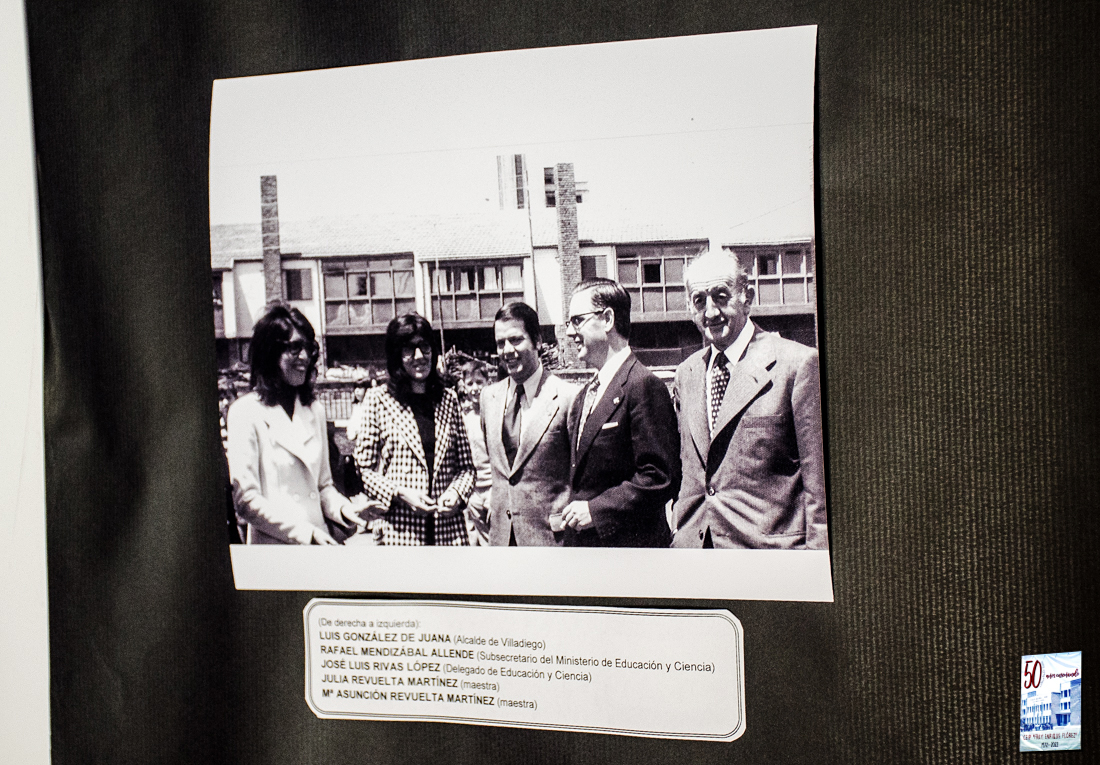 (De derecha a izquierda):
LUIS GONZÁLEZ DE JUANA (Alcalde de Villadiego)
RAFAEL MENDIZÁBAL ALLENDE (Subsecretario del Ministerio de Educación y Ciencia)
JOSÉ LUIS RIVAS LÓPEZ (Delegado de Educación y Ciencia)
JULIA REVUELTA MARTÍNEZ (maestra)
Mª ASUNCIÓN REVUELTA MARTÍNEZ (maestra)
50